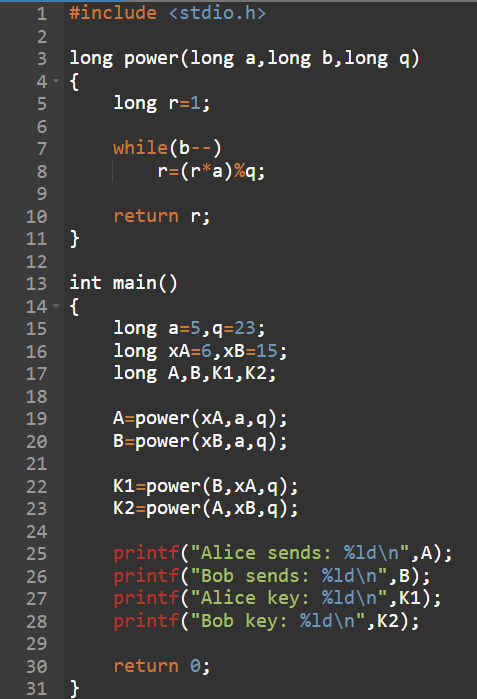 1 #include <stdio.h>
2
3 long power(long a,long b,long q)
4 {
5     long r=1;
6
7     while(b--)
8         r=(r*a)%q;
9
10     return r;
11 }
12
13 int main()
14 {
15     long a=5,q=23;
16     long xA=6,xB=15;
17     long A,B,K1,K2;
18
19     A=power(xA,a,q);
20     B=power(xB,a,q);
21
22     K1=power(B,xA,q);
23     K2=power(A,xB,q);
24
25     printf("Alice sends: %ld\n",A);
26     printf("Bob sends: %ld\n",B);
27     printf("Alice key: %ld\n",K1);
28     printf("Bob key: %ld\n",K2);
29
30     return 0;
31 }